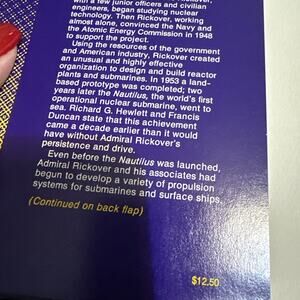 with a few junior officers and civilian
engineers, began studying nuclear
technology. Then Rickover, working
almost alone, convinced the Navy and
the Atomic Energy Commission in 1948
to support the project.
Using the resources of the government
and American industry, Rickover created
an unusual and highly effective
organization to design and build reactor
plants and submarines. In 1953 a land-
based prototype was completed; two
years later the Nautilus, the world's first
operational nuclear submarine, went to
sea. Richard G. Hewlett and Francis
Duncan state that this achievement
came a decade earlier than it would
have without Admiral Rickover's
persistence and drive.
Even before the Nautilus was launched,
Admiral Rickover and his associates had
begun to develop a variety of propulsion
systems for submarines and surface ships.
(Continued on back flap)
$12.50